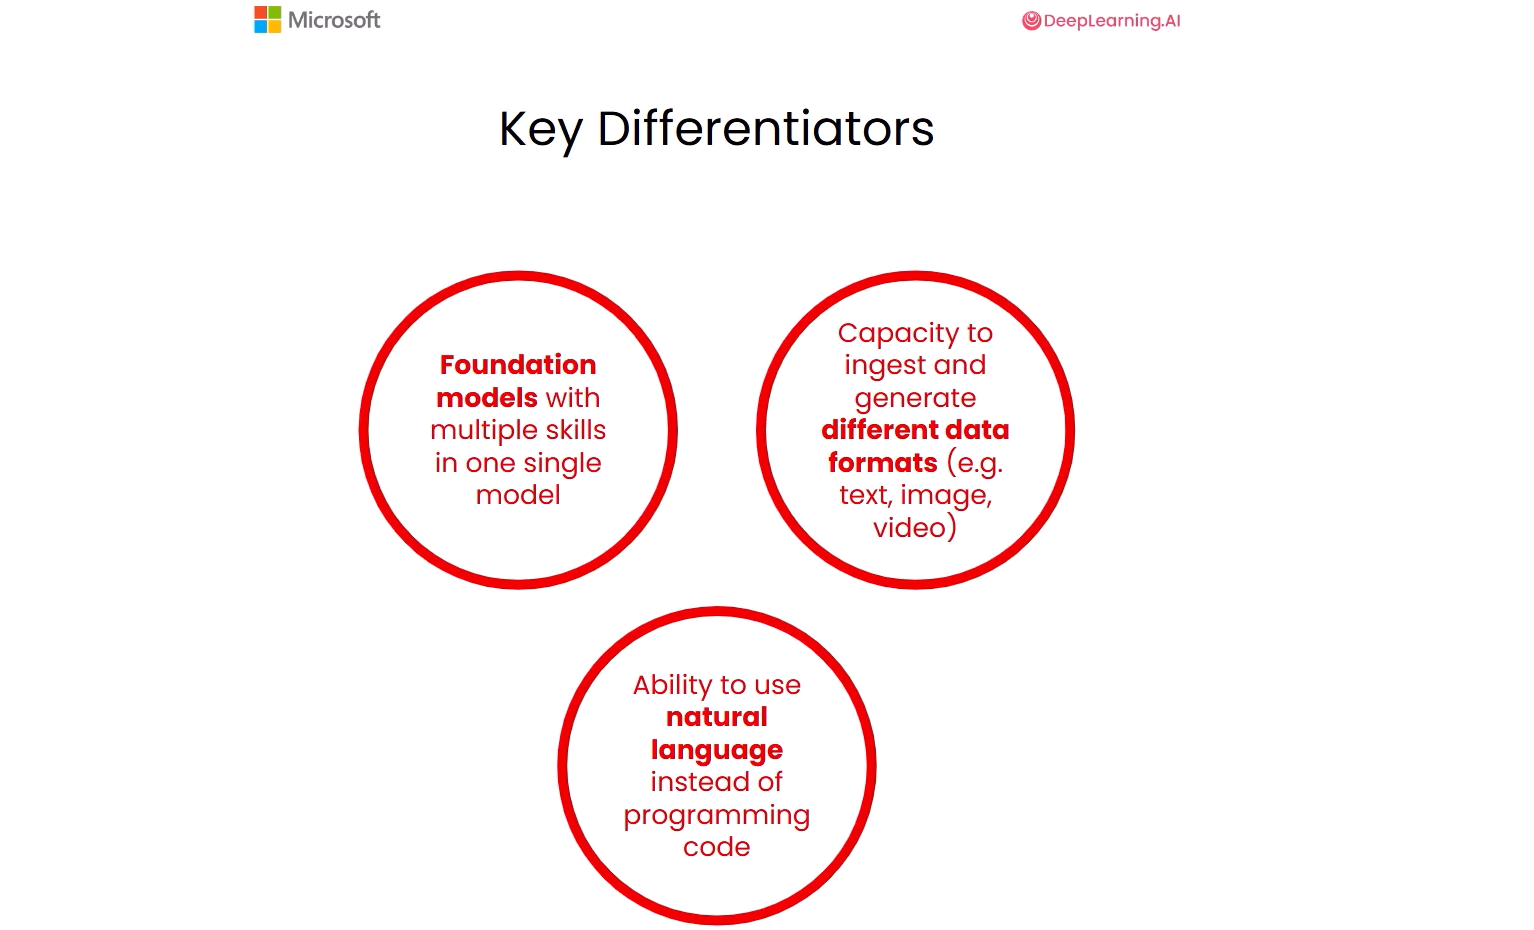 Microsoft
DeepLearning.AI
Key Differentiators
Foundation
models with
multiple skills
in one single
model
Capacity to
ingest and
generate
different data
formats (e.g.
text, image,
video)
Ability to use
natural
language
instead of
programming
code